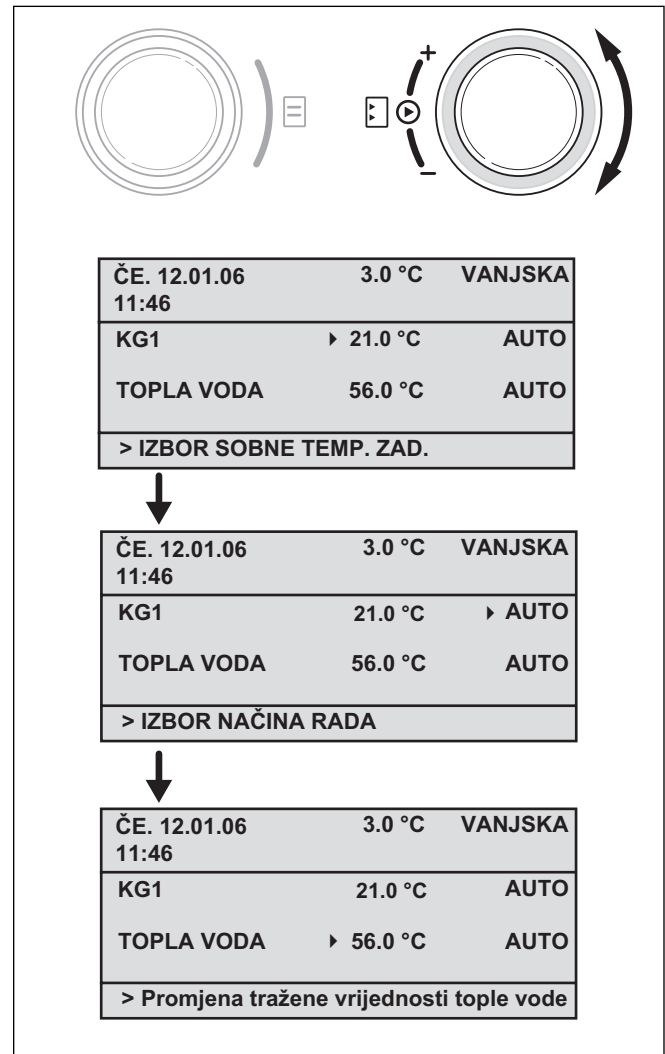 +
−
ČE. 12.01.06 3.0 °C VANJSKA
11:46
KG1 21.0 °C AUTO
TOPLA VODA 56.0 °C AUTO
> IZBOR SOBNE TEMP. ZAD.
ČE. 12.01.06 3.0 °C VANJSKA
11:46
KG1 21.0 °C AUTO
TOPLA VODA 56.0 °C AUTO
> IZBOR NAČINA RADA
ČE. 12.01.06 3.0 °C VANJSKA
11:46
KG1 21.0 °C AUTO
TOPLA VODA 56.0 °C AUTO
> Promjena tražene vrijednosti tople vode